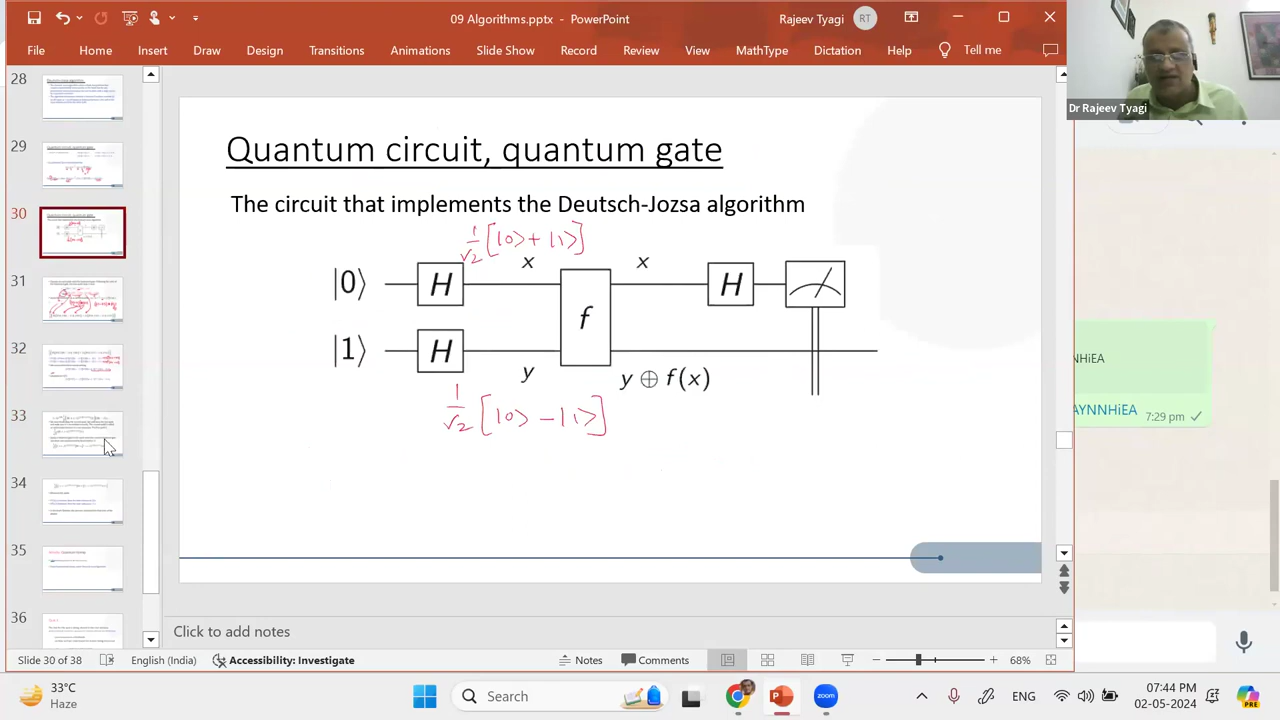 09 Algorithms.pptx - PowerPoint
Rajeev Tyagi
RT
File Home Insert Draw Design Transitions Animations Slide Show Record Review View MathType Dictation Help Tell me
Dr Rajeev Tyagi
28
29
30
31
32
33
34
35
36
Quantum circuit, quantum gate
The circuit that implements the Deutsch-Jozsa algorithm
1/√2 [|0⟩ + |1⟩]
x x
|0⟩ H H
f
|1⟩ H
y y ⊕ f(x)
1/√2 [|0⟩ − |1⟩]
NHiEA
AYNNHiEA
7:29 pm
Click to add notes
Slide 30 of 38 English (India) Accessibility: Investigate Notes Comments 68%
33°C
Haze
Search
ENG
07:44 PM
02-05-2024
PRE